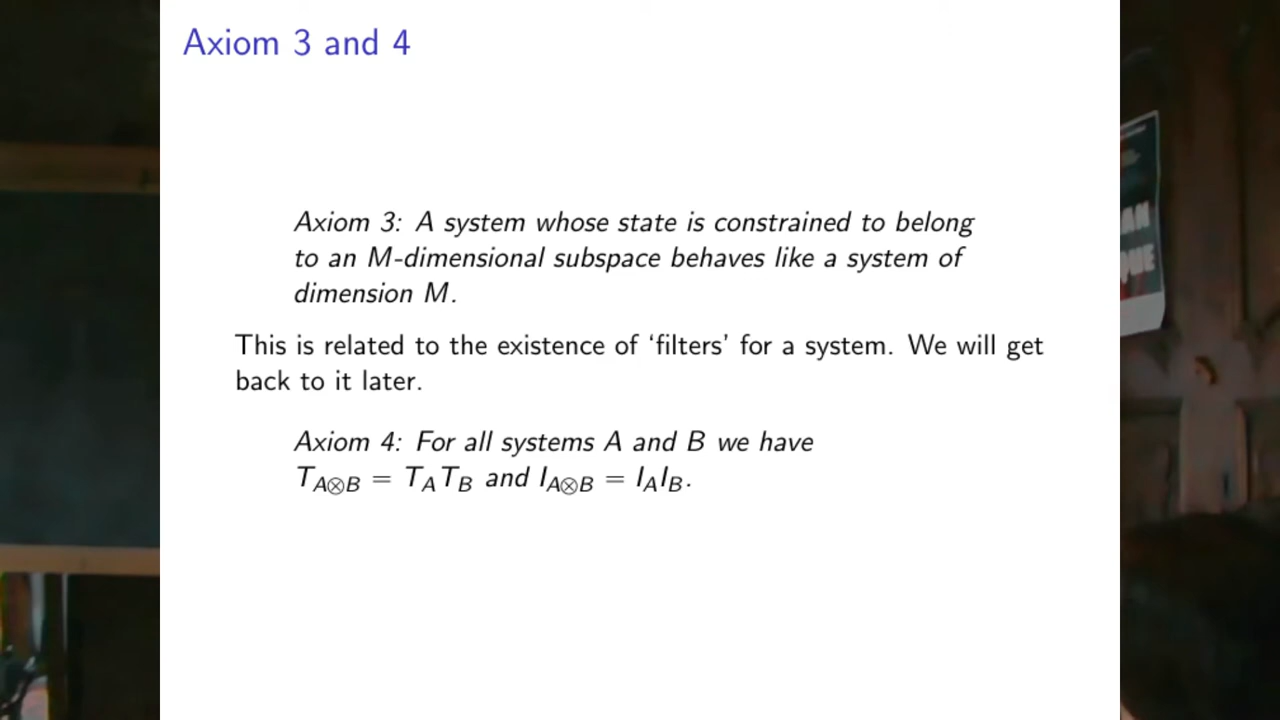 Axiom 3 and 4
Axiom 3: A system whose state is constrained to belong
to an M-dimensional subspace behaves like a system of
dimension M.
This is related to the existence of ‘filters’ for a system. We will get
back to it later.
Axiom 4: For all systems A and B we have
T_{A⊗B} = T_A T_B and I_{A⊗B} = I_A I_B.
AN
QUE